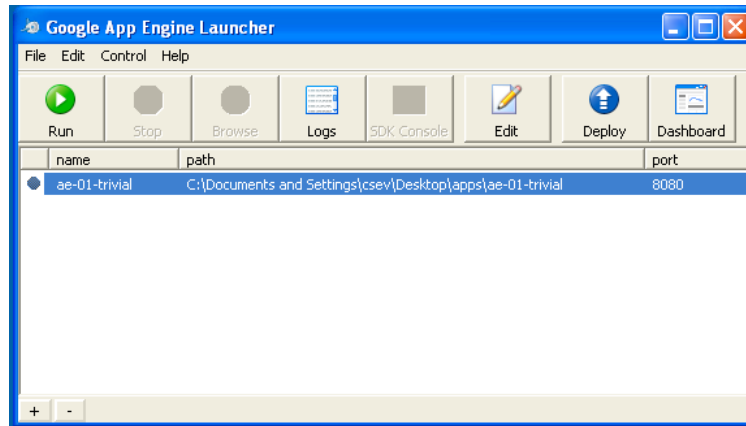 Google App Engine Launcher
File Edit Control Help
Run Stop Browse Logs SDK Console Edit Deploy Dashboard
name path port
ae-01-trivial C:\Documents and Settings\csev\Desktop\apps\ae-01-trivial 8080
+ -